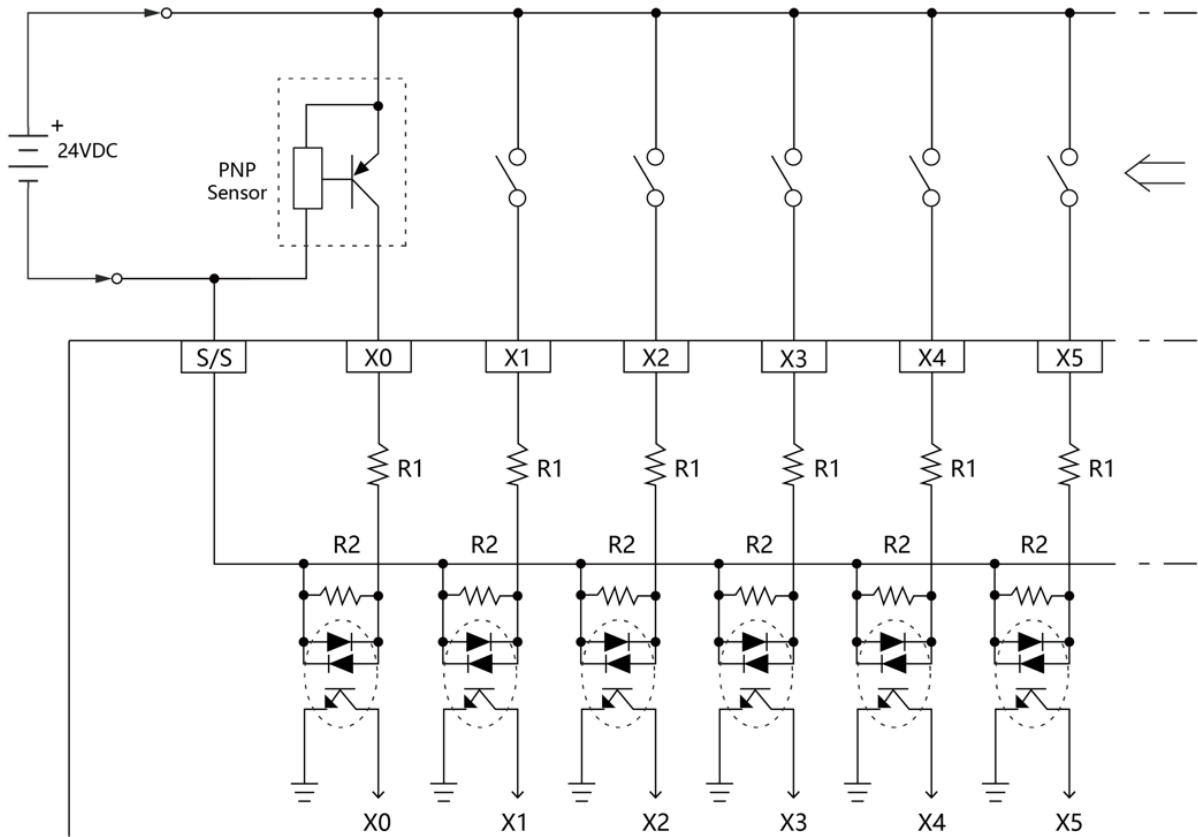 +
24VDC
PNP
Sensor
S/S X0 X1 X2 X3 X4 X5
R1 R1 R1 R1 R1 R1
R2 R2 R2 R2 R2 R2
X0 X1 X2 X3 X4 X5